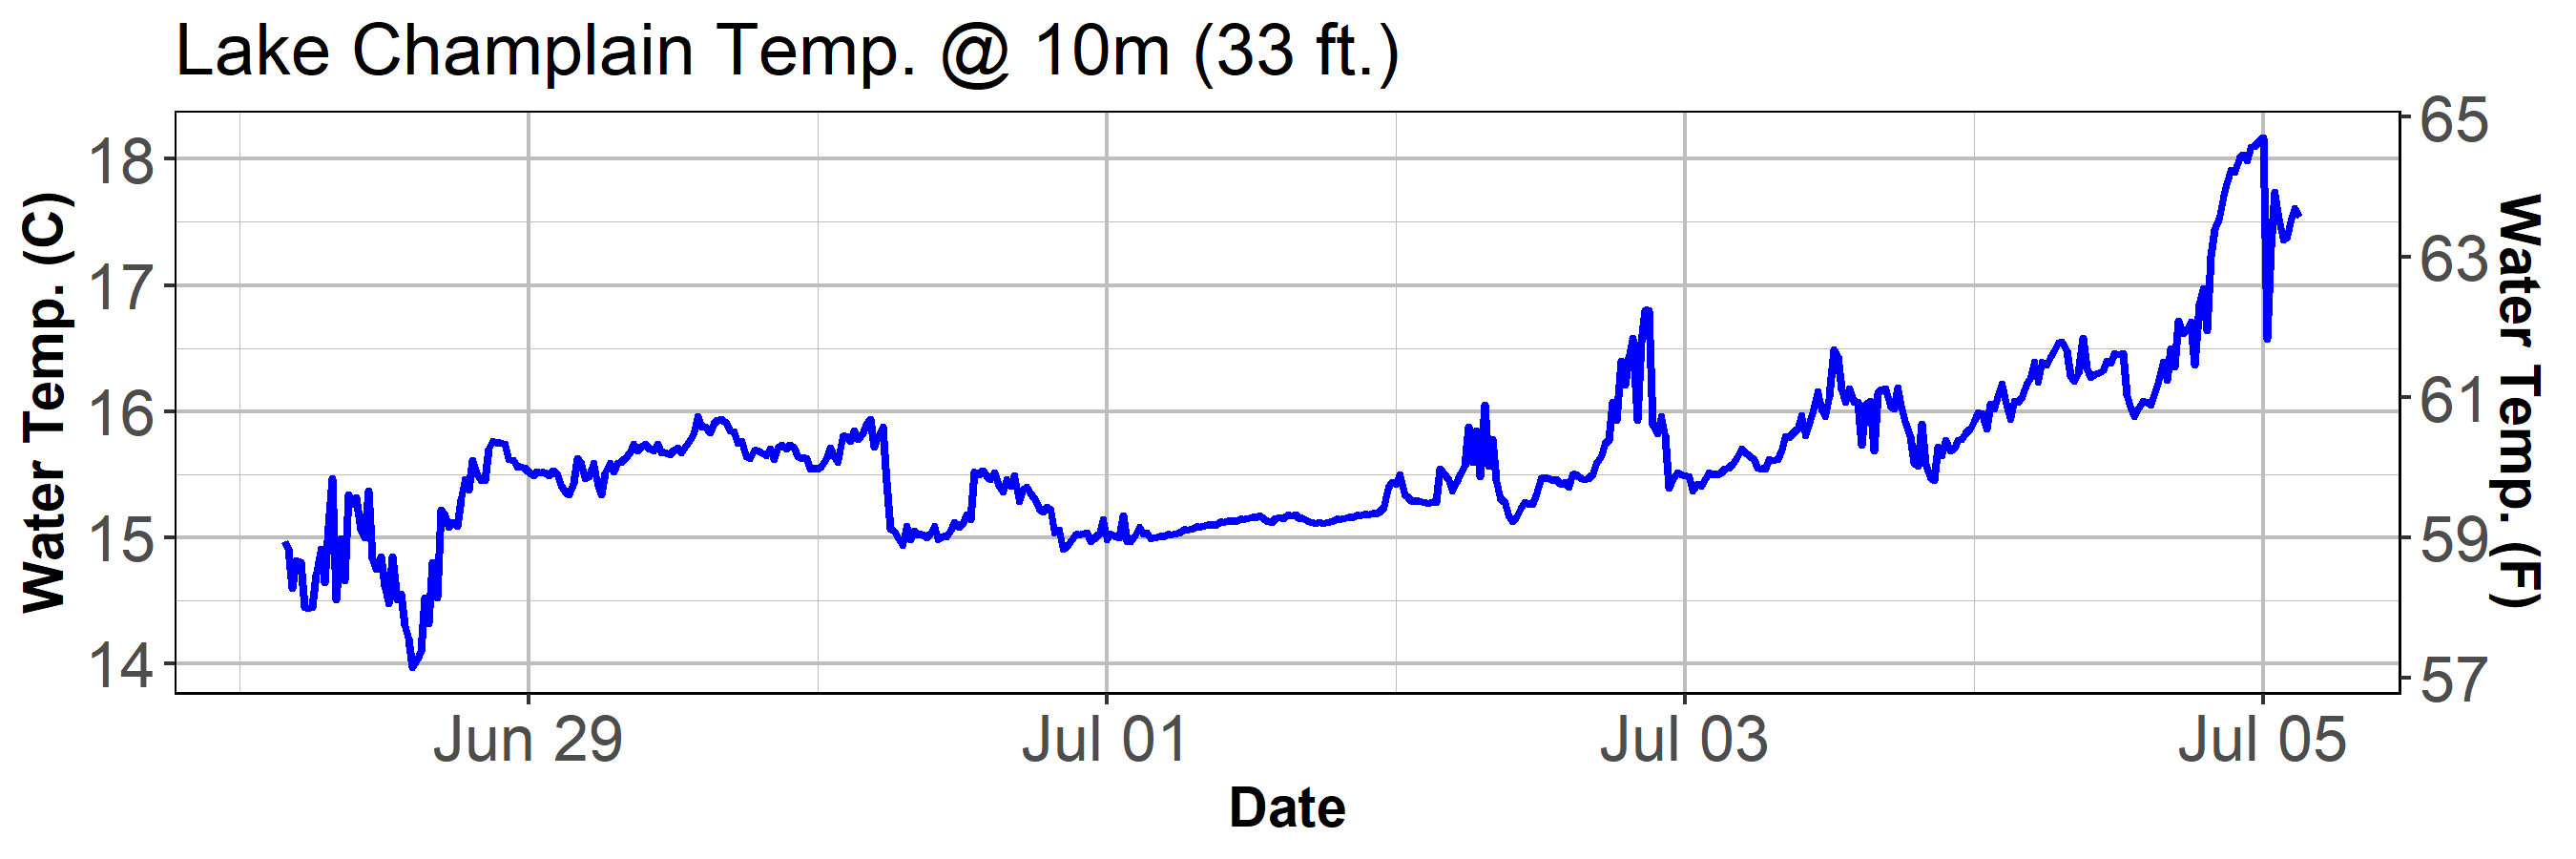 Lake Champlain Temp. @ 10m (33 ft.)
Water Temp. (C)
18
17
16
15
14
65
63
61
59
57
Water Temp. (F)
Jun 29
Jul 01
Jul 03
Jul 05
Date